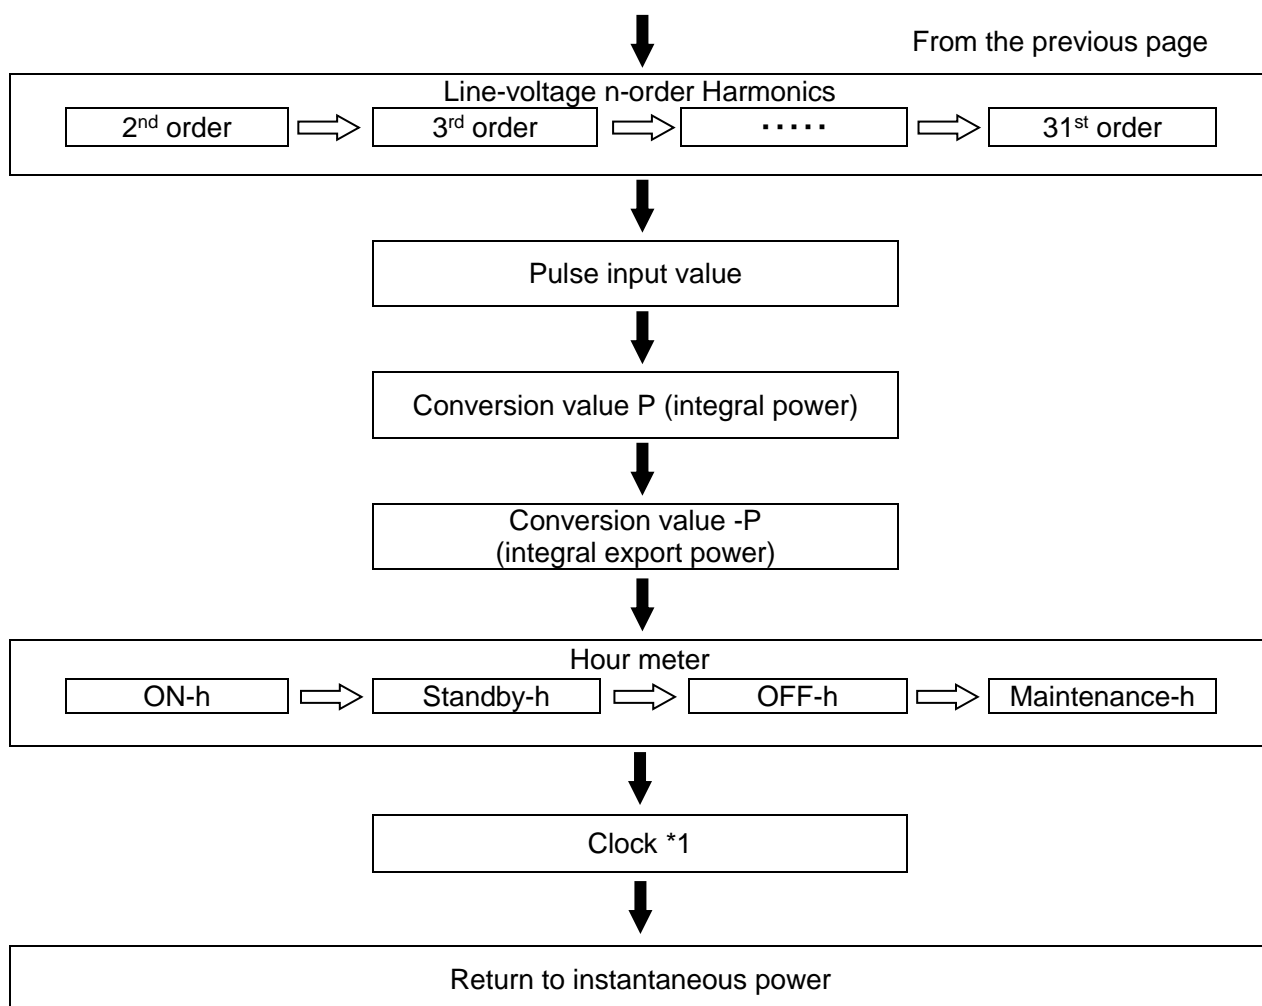 From the previous page
Line-voltage n-order Harmonics
2nd order
3rd order
·····
31st order
Pulse input value
Conversion value P (integral power)
Conversion value -P
(integral export power)
Hour meter
ON-h
Standby-h
OFF-h
Maintenance-h
Clock *1
Return to instantaneous power